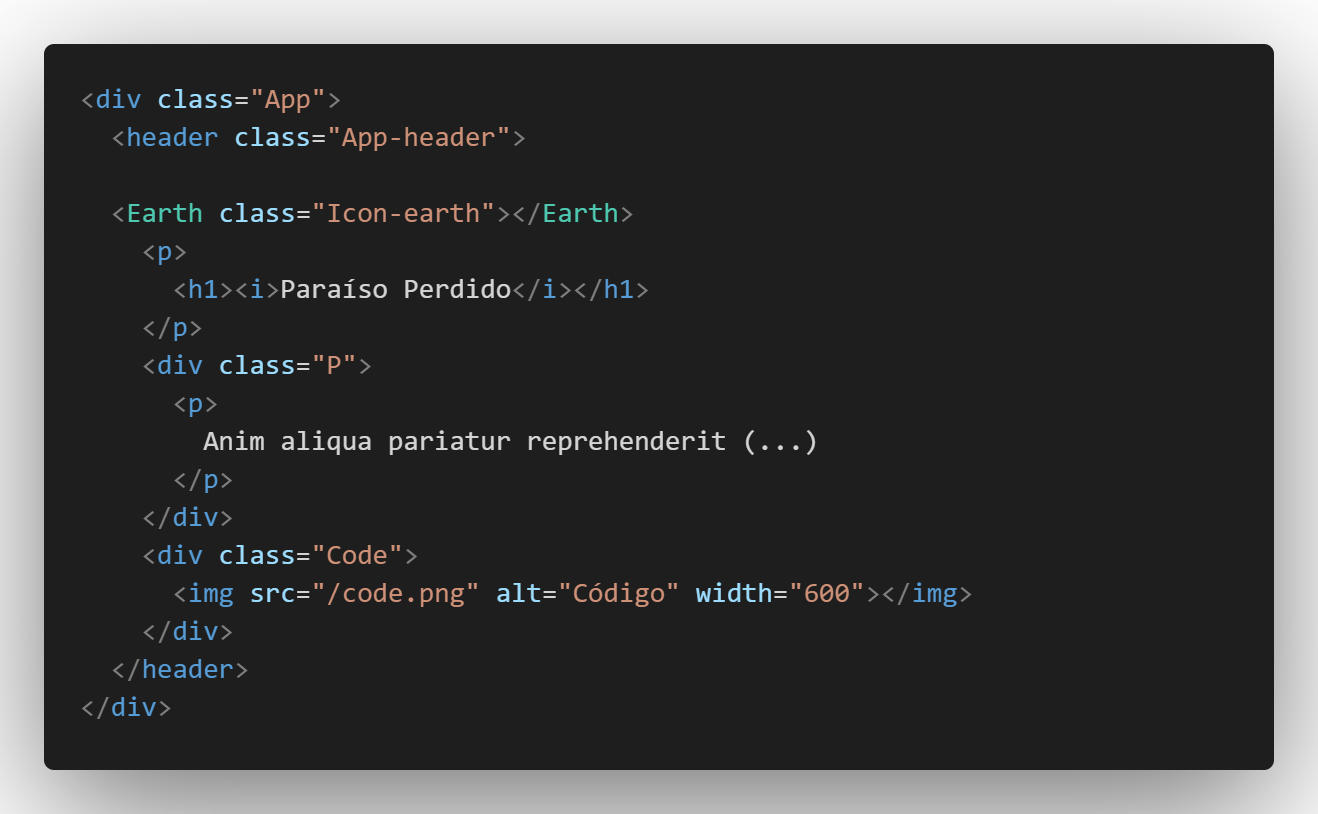 <div class="App">
  <header class="App-header">

  <Earth class="Icon-earth"></Earth>
    <p>
      <h1><i>Paraíso Perdido</i></h1>
    </p>
    <div class="P">
      <p>
        Anim aliqua pariatur reprehenderit (...)
      </p>
    </div>
    <div class="Code">
      <img src="/code.png" alt="Código" width="600"></img>
    </div>
  </header>
</div>